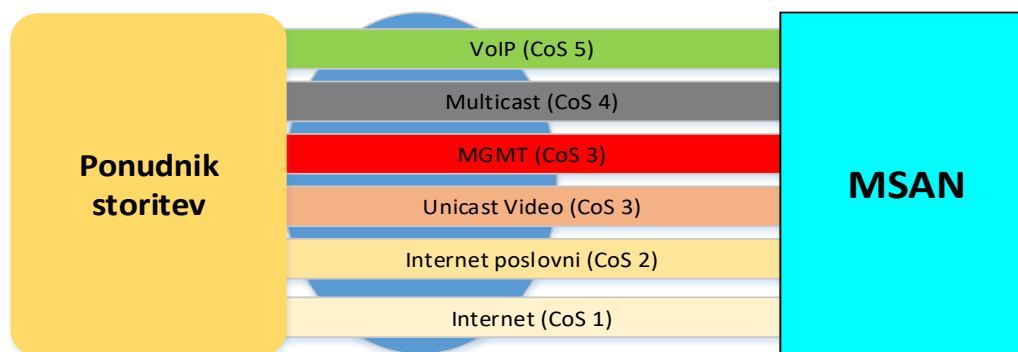 Ponudnik
storitev
VoIP (CoS 5)
Multicast (CoS 4)
MGMT (CoS 3)
Unicast Video (CoS 3)
Internet poslovni (CoS 2)
Internet (CoS 1)
MSAN